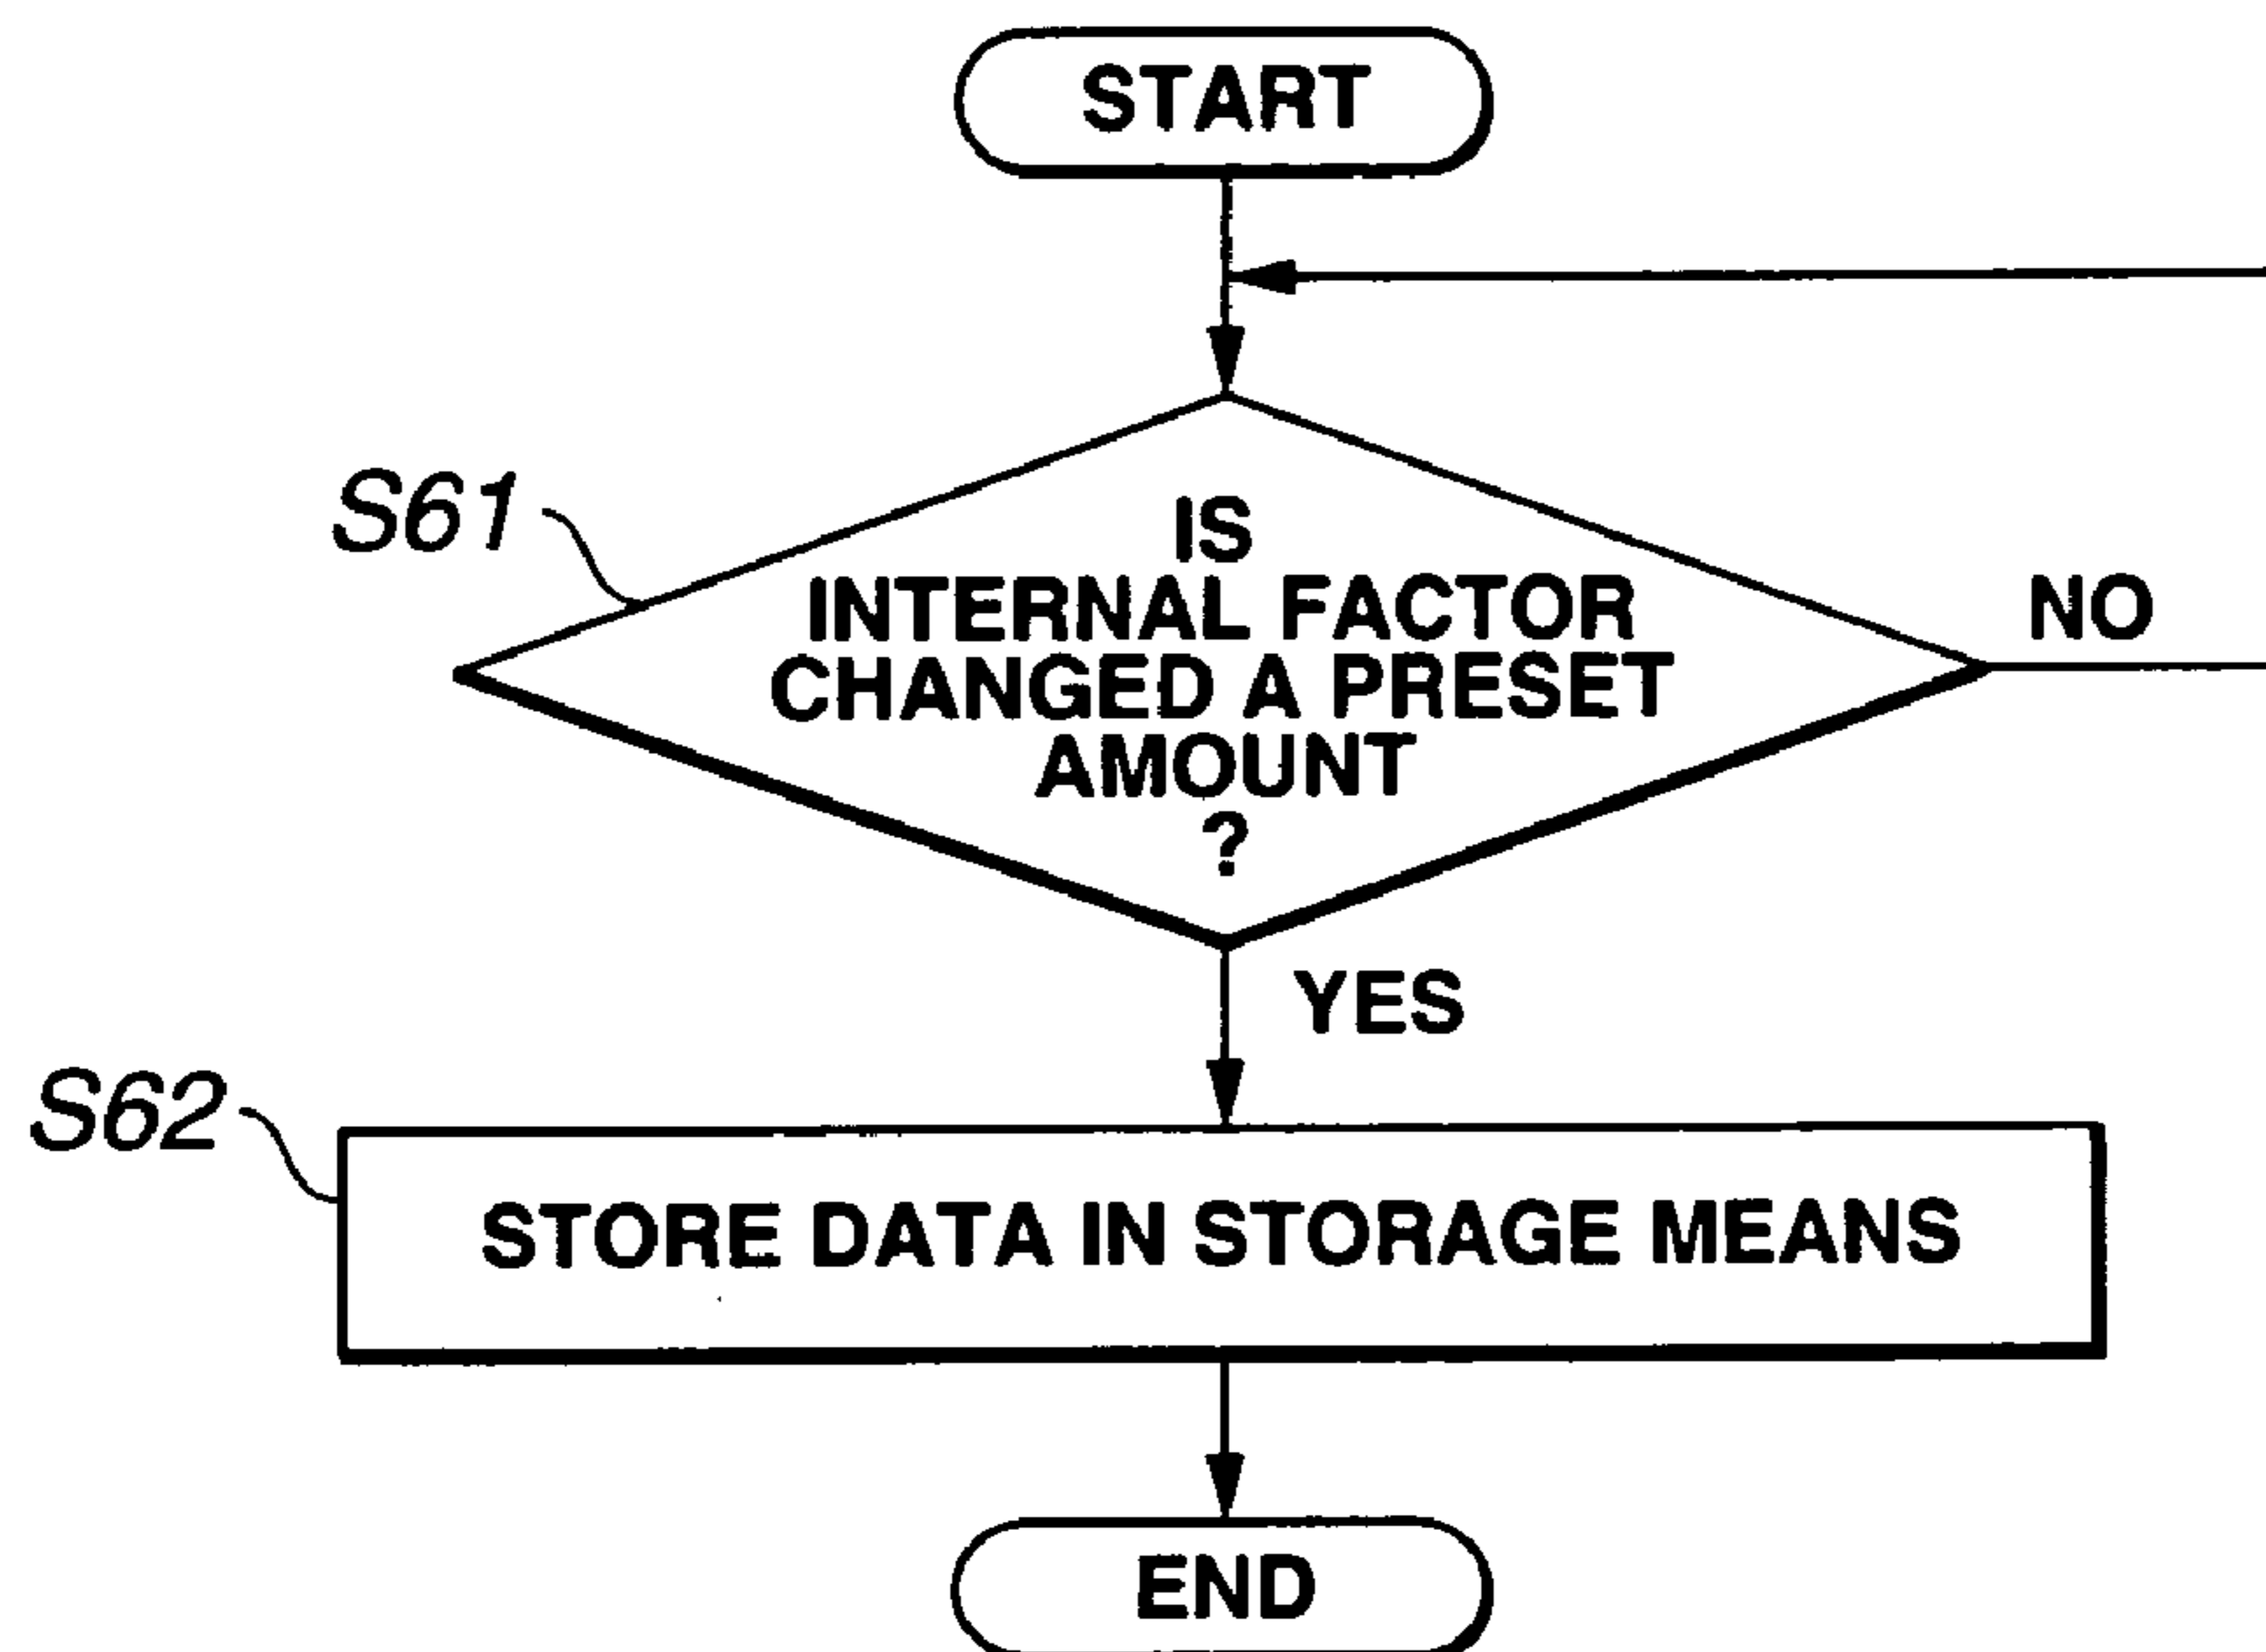 START
S61
IS
INTERNAL FACTOR
CHANGED A PRESET
AMOUNT
?
NO
YES
S62
STORE DATA IN STORAGE MEANS
END